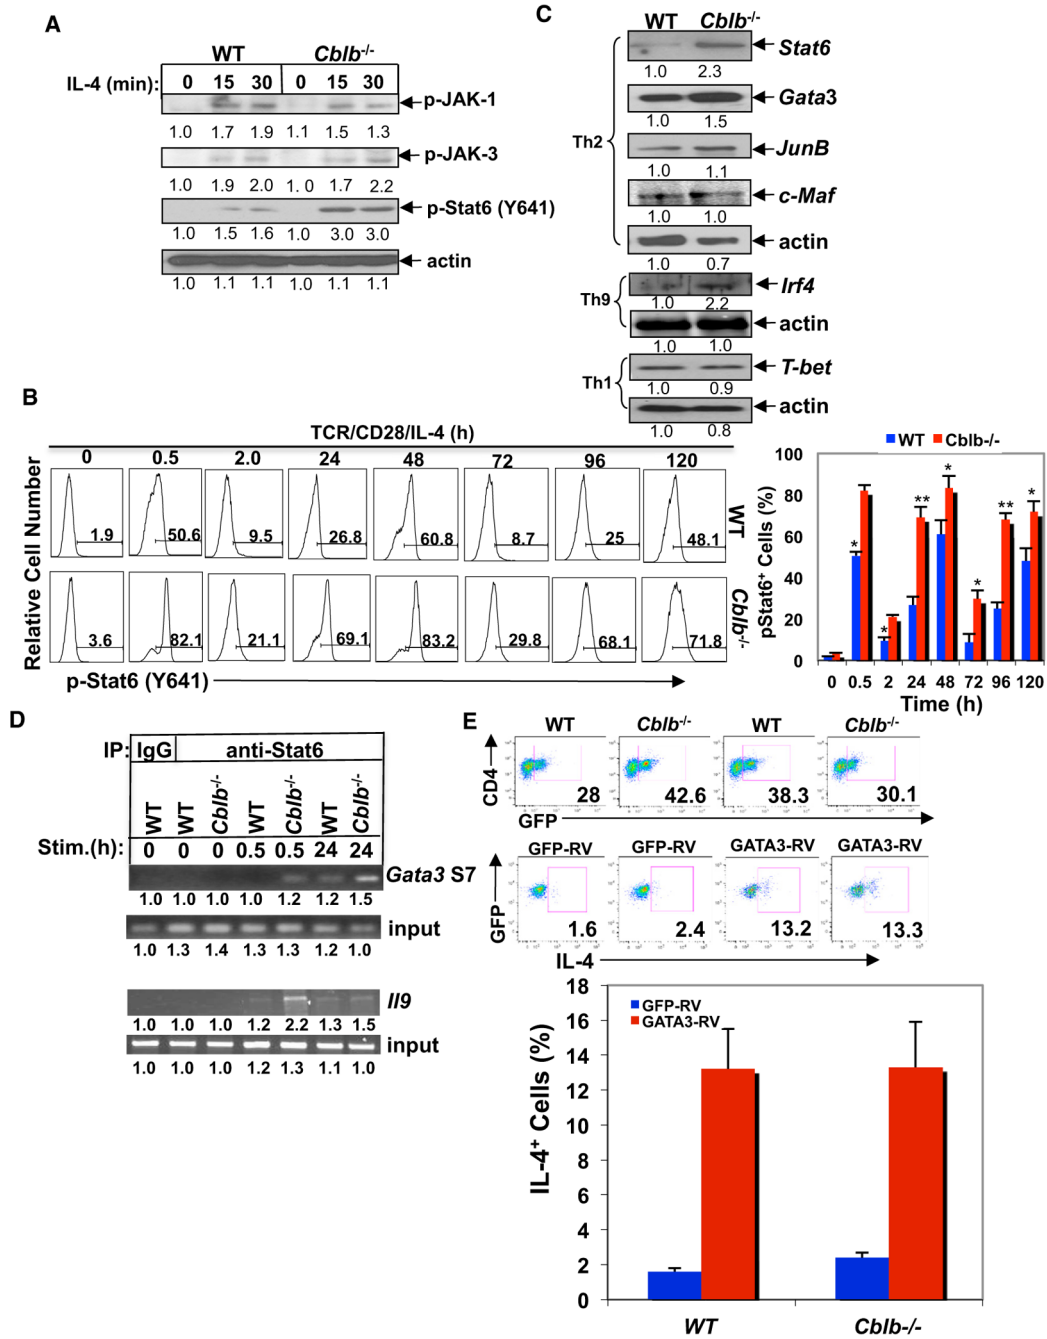 A
WT Cblb-/-
IL-4 (min): 0 15 30 0 15 30
p-JAK-1
1.0 1.7 1.9 1.1 1.5 1.3
p-JAK-3
1.0 1.9 2.0 1. 0 1.7 2.2
p-Stat6 (Y641)
1.0 1.5 1.6 1.0 3.0 3.0
actin
1.0 1.1 1.1 1.0 1.1 1.1
C
WT Cblb-/-
Th2
Stat6
1.0 2.3
Gata3
1.0 1.5
JunB
1.0 1.1
c-Maf
1.0 1.0
actin
1.0 0.7
Th9
Irf4
1.0 2.2
actin
1.0 1.0
Th1
T-bet
1.0 0.9
actin
1.0 0.8
B
TCR/CD28/IL-4 (h)
0 0.5 2.0 24 48 72 96 120
Relative Cell Number
1.9 50.6 9.5 26.8 60.8 8.7 25 48.1
WT
3.6 82.1 21.1 69.1 83.2 29.8 68.1 71.8
Cblb-/-
p-Stat6 (Y641)
WT Cblb-/-
pStat6+ Cells (%)
100
80
60
40
20
0
* * ** * * ** *
0 0.5 2 24 48 72 96 120
Time (h)
D
IP: IgG anti-Stat6
WT WT Cblb-/- WT Cblb-/- WT Cblb-/-
Stim.(h): 0 0 0 0.5 0.5 24 24
Gata3 S7
1.0 1.0 1.0 1.0 1.2 1.2 1.5
input
1.0 1.3 1.4 1.3 1.3 1.2 1.0
Il9
1.0 1.0 1.0 1.2 2.2 1.3 1.5
input
1.0 1.0 1.0 1.2 1.3 1.1 1.0
E
WT Cblb-/- WT Cblb-/-
CD4
28 42.6 38.3 30.1
GFP
GFP-RV GFP-RV GATA3-RV GATA3-RV
GFP
1.6 2.4 13.2 13.3
IL-4
GFP-RV
GATA3-RV
IL-4+ Cells (%)
18
16
14
12
10
8
6
4
2
0
WT Cblb-/-